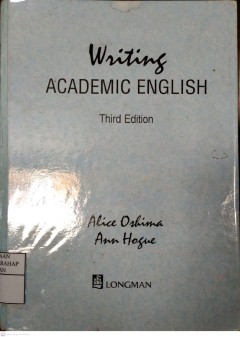 Writing
ACADEMIC ENGLISH
Third Edition
Alice Oshima
Ann Hogue
LONGMAN